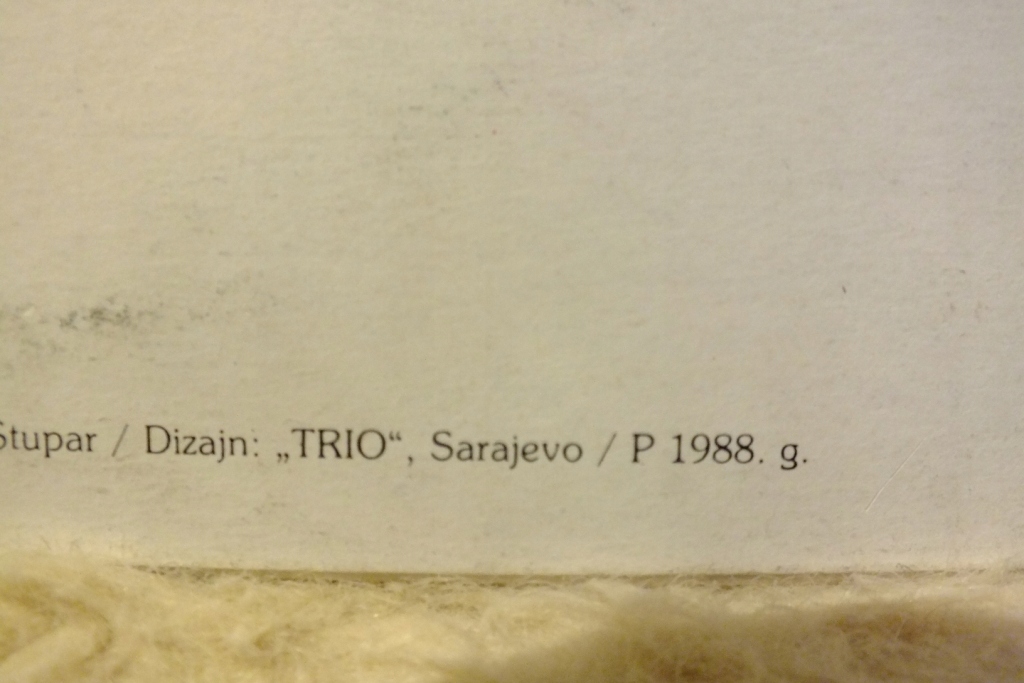 Stupar / Dizajn: „TRIO“, Sarajevo / P 1988. g.